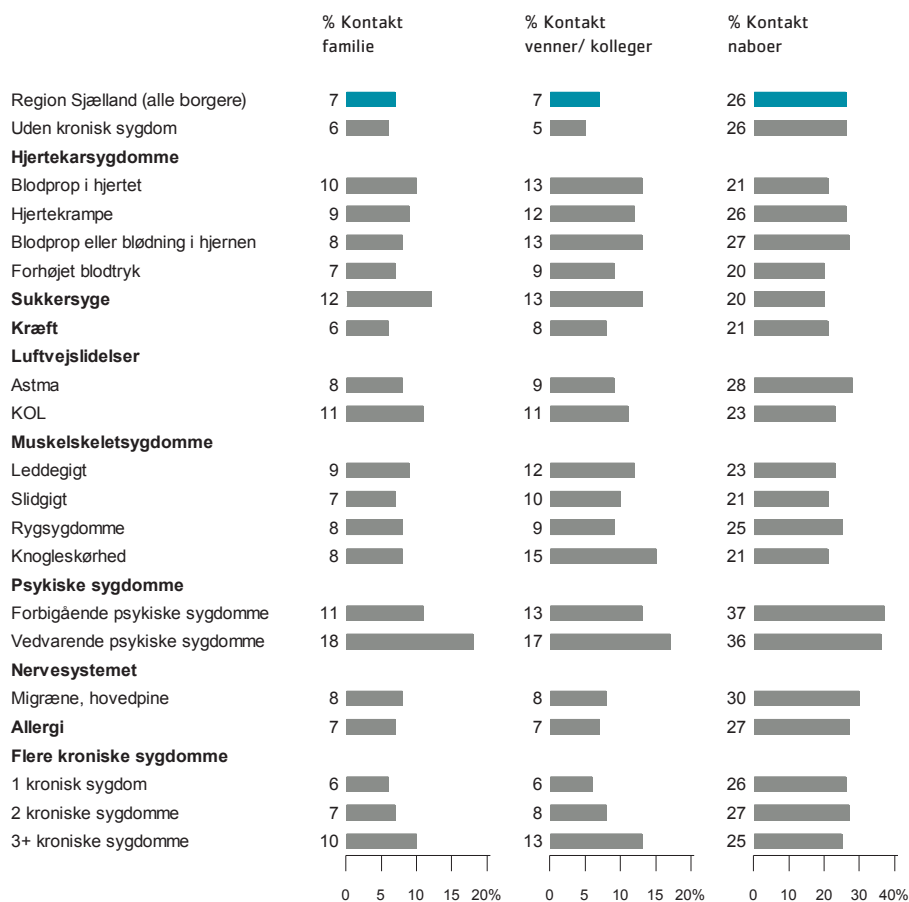 % Kontakt familie % Kontakt venner/ kolleger % Kontakt naboer
Region Sjælland (alle borgere) 7 7 26
Uden kronisk sygdom 6 5 26
Hjertekarsygdomme
Blodprop i hjertet 10 13 21
Hjertekrampe 9 12 26
Blodprop eller blødning i hjernen 8 13 27
Forhøjet blodtryk 7 9 20
Sukkersyge 12 13 20
Kræft 6 8 21
Luftvejslidelser
Astma 8 9 28
KOL 11 11 23
Muskelskeletsygdomme
Leddegigt 9 12 23
Slidgigt 7 10 21
Rygsygdomme 8 9 25
Knogleskørhed 8 15 21
Psykiske sygdomme
Forbigående psykiske sygdomme 11 13 37
Vedvarende psykiske sygdomme 18 17 36
Nervesystemet
Migræne, hovedpine 8 8 30
Allergi 7 7 27
Flere kroniske sygdomme
1 kronisk sygdom 6 6 26
2 kroniske sygdomme 7 8 27
3+ kroniske sygdomme 10 13 25
0 5 10 15 20% 0 5 10 15 20% 0 10 20 30 40%